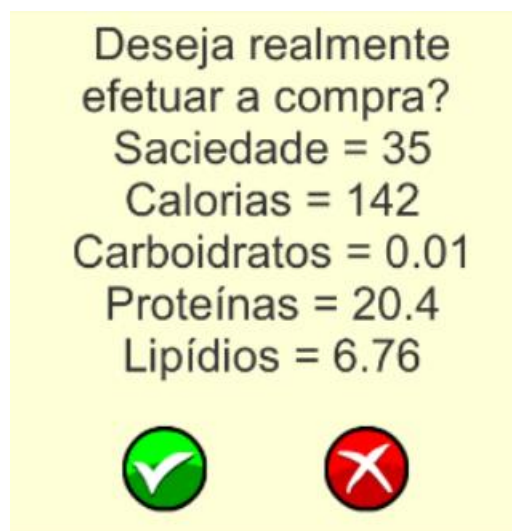 Deseja realmente
efetuar a compra?
Saciedade = 35
Calorias = 142
Carboidratos = 0.01
Proteínas = 20.4
Lipídios = 6.76